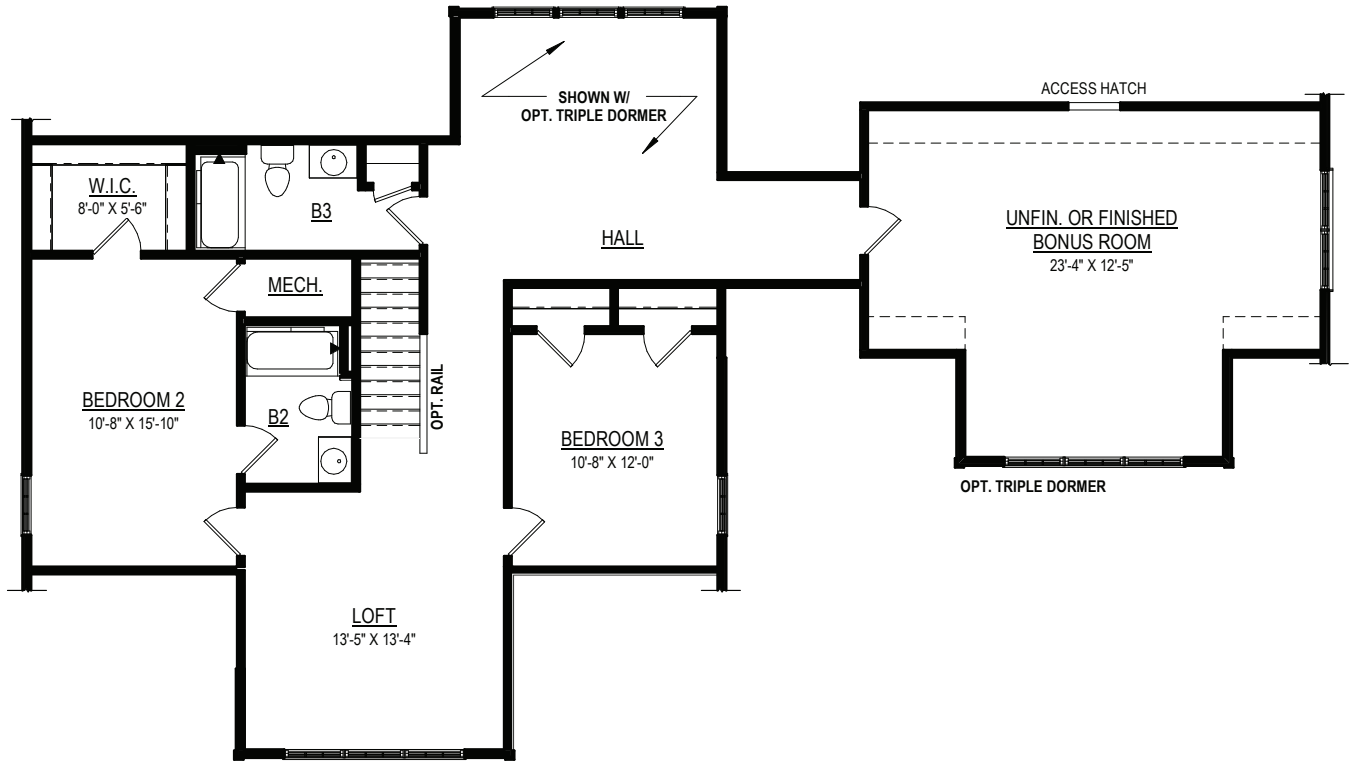 ACCESS HATCH
SHOWN W/
OPT. TRIPLE DORMER
W.I.C.
8'-0" X 5'-6"
B3
HALL
UNFIN. OR FINISHED
BONUS ROOM
23'-4" X 12'-5"
MECH.
OPT. RAIL
BEDROOM 2
10'-8" X 15'-10"
B2
BEDROOM 3
10'-8" X 12'-0"
OPT. TRIPLE DORMER
LOFT
13'-5" X 13'-4"